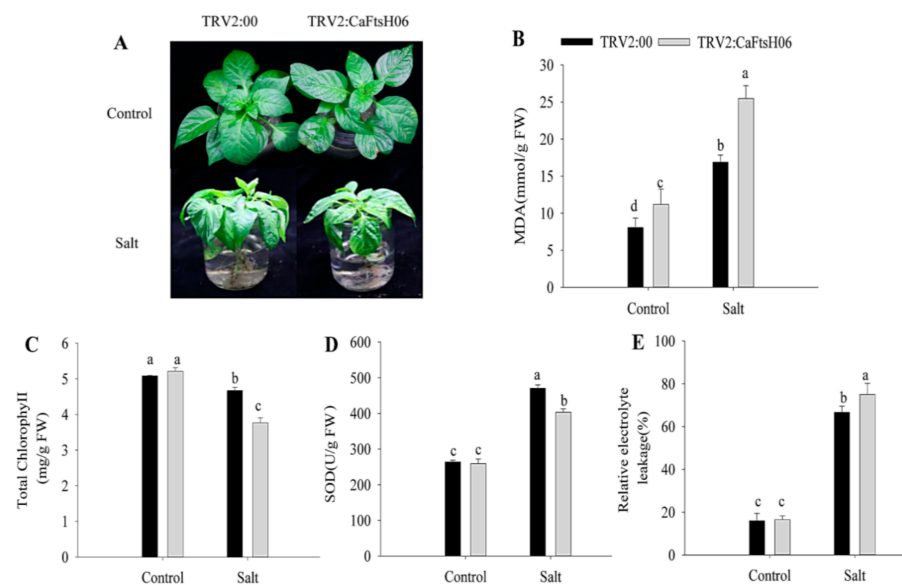 TRV2:00 TRV2:CaFtsH06
A
Control
Salt
B
TRV2:00 TRV2:CaFtsH06
MDA(mmol/g FW)
30
25
20
15
10
5
0
d
c
b
a
Control Salt
C
Total ChlorophyII
(mg/g FW)
6
5
4
3
2
1
0
a
a
b
c
Control Salt
D
SOD(U/g FW)
600
500
400
300
200
100
0
c
c
a
b
Control Salt
E
Relative electrolyte
leakage(%)
100
80
60
40
20
0
c
c
b
a
Control Salt